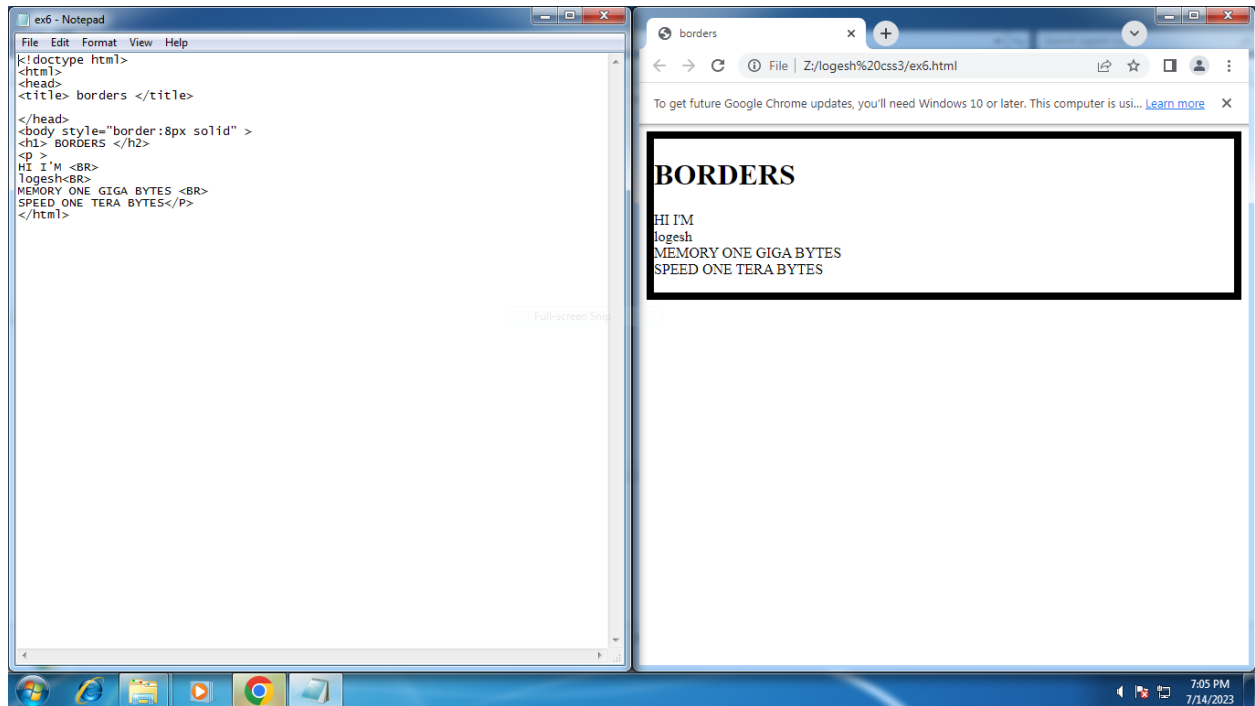 ex6 - Notepad
File Edit Format View Help
<!doctype html>
<html>
<head>
<title> borders </title>
</head>
<body style="border:8px solid" >
<h1> BORDERS </h2>
<p >
HI I'M <BR>
logesh<BR>
MEMORY ONE GIGA BYTES <BR>
SPEED ONE TERA BYTES</P>
</html>
Full-screen Snip
borders
File | Z:/logesh%20css3/ex6.html
To get future Google Chrome updates, you'll need Windows 10 or later. This computer is usi... Learn more
BORDERS
HI I'M
logesh
MEMORY ONE GIGA BYTES
SPEED ONE TERA BYTES
7:05 PM
7/14/2023